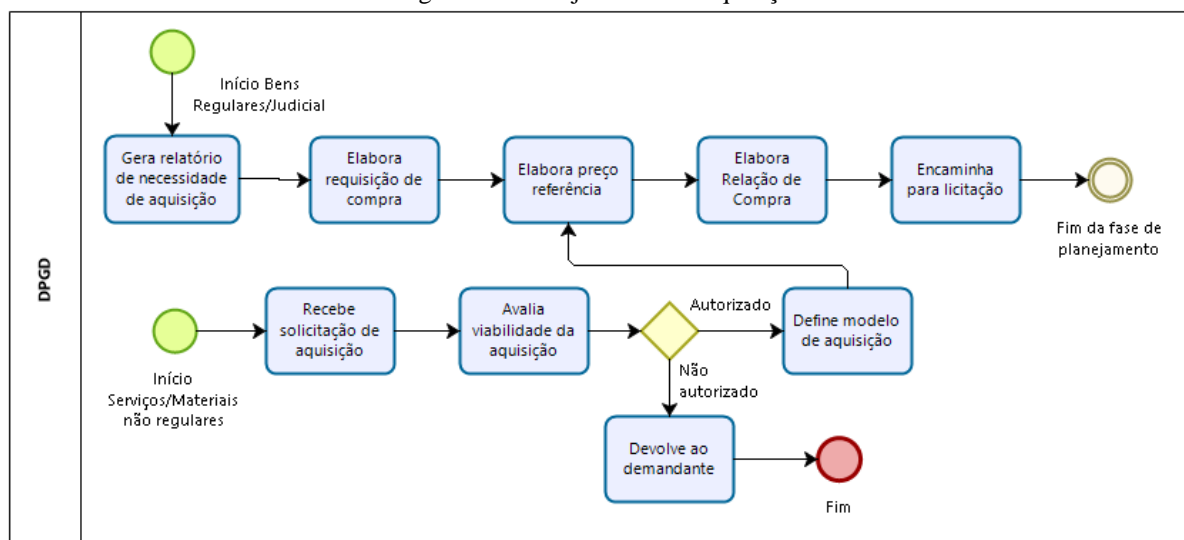 DPGD
Início Bens
Regulares/Judicial
Gera relatório
de necessidade
de aquisição
Elabora
requisição de
compra
Elabora preço
referência
Elabora
Relação de
Compra
Encaminha
para licitação
Fim da fase de
planejamento
Início
Serviços/Materiais
não regulares
Recebe
solicitação de
aquisição
Avalia
viabilidade da
aquisição
Autorizado
Define modelo
de aquisição
Não
autorizado
Devolve ao
demandante
Fim